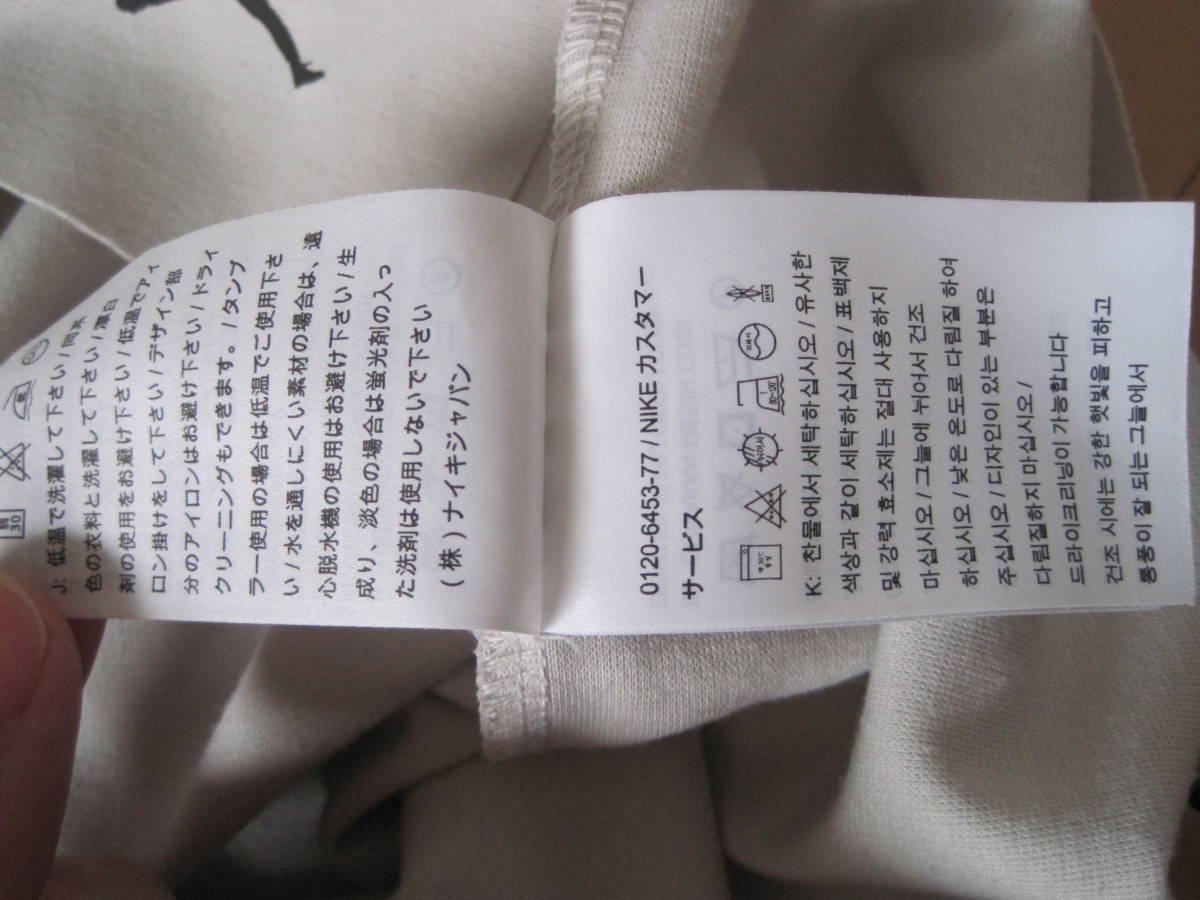 J: 低温で洗濯して下さい / 同系
色の衣料と洗濯して下さい / 漂白
剤の使用をお避け下さい / 低温でアイ
ロン掛けをして下さい / デザイン部
分のアイロンはお避け下さい / ドライ
クリーニングもできます。 / タンブ
ラー使用の場合は低温でご使用下さ
い / 水を通しにくい素材の場合は、遠
心脱水機の使用はお避け下さい / 生
成り、淡色の場合は蛍光剤の入っ
た洗剤は使用しないで下さい
(株) ナイキジャパン
0120-6453-77 / NIKE カスタマー
サービス
K: 찬물에서 세탁하십시오 / 유사한
색상과 같이 세탁하십시오 / 표백제
및 강력 효소제는 절대 사용하지
마십시오 / 그늘에 뉘어서 건조
하십시오 / 낮은 온도로 다림질 하여
주십시오 / 디자인이 있는 부분은
다림질하지 마십시오 /
드라이크리닝이 가능합니다
건조 시에는 강한 햇빛을 피하고
통풍이 잘 되는 그늘에서